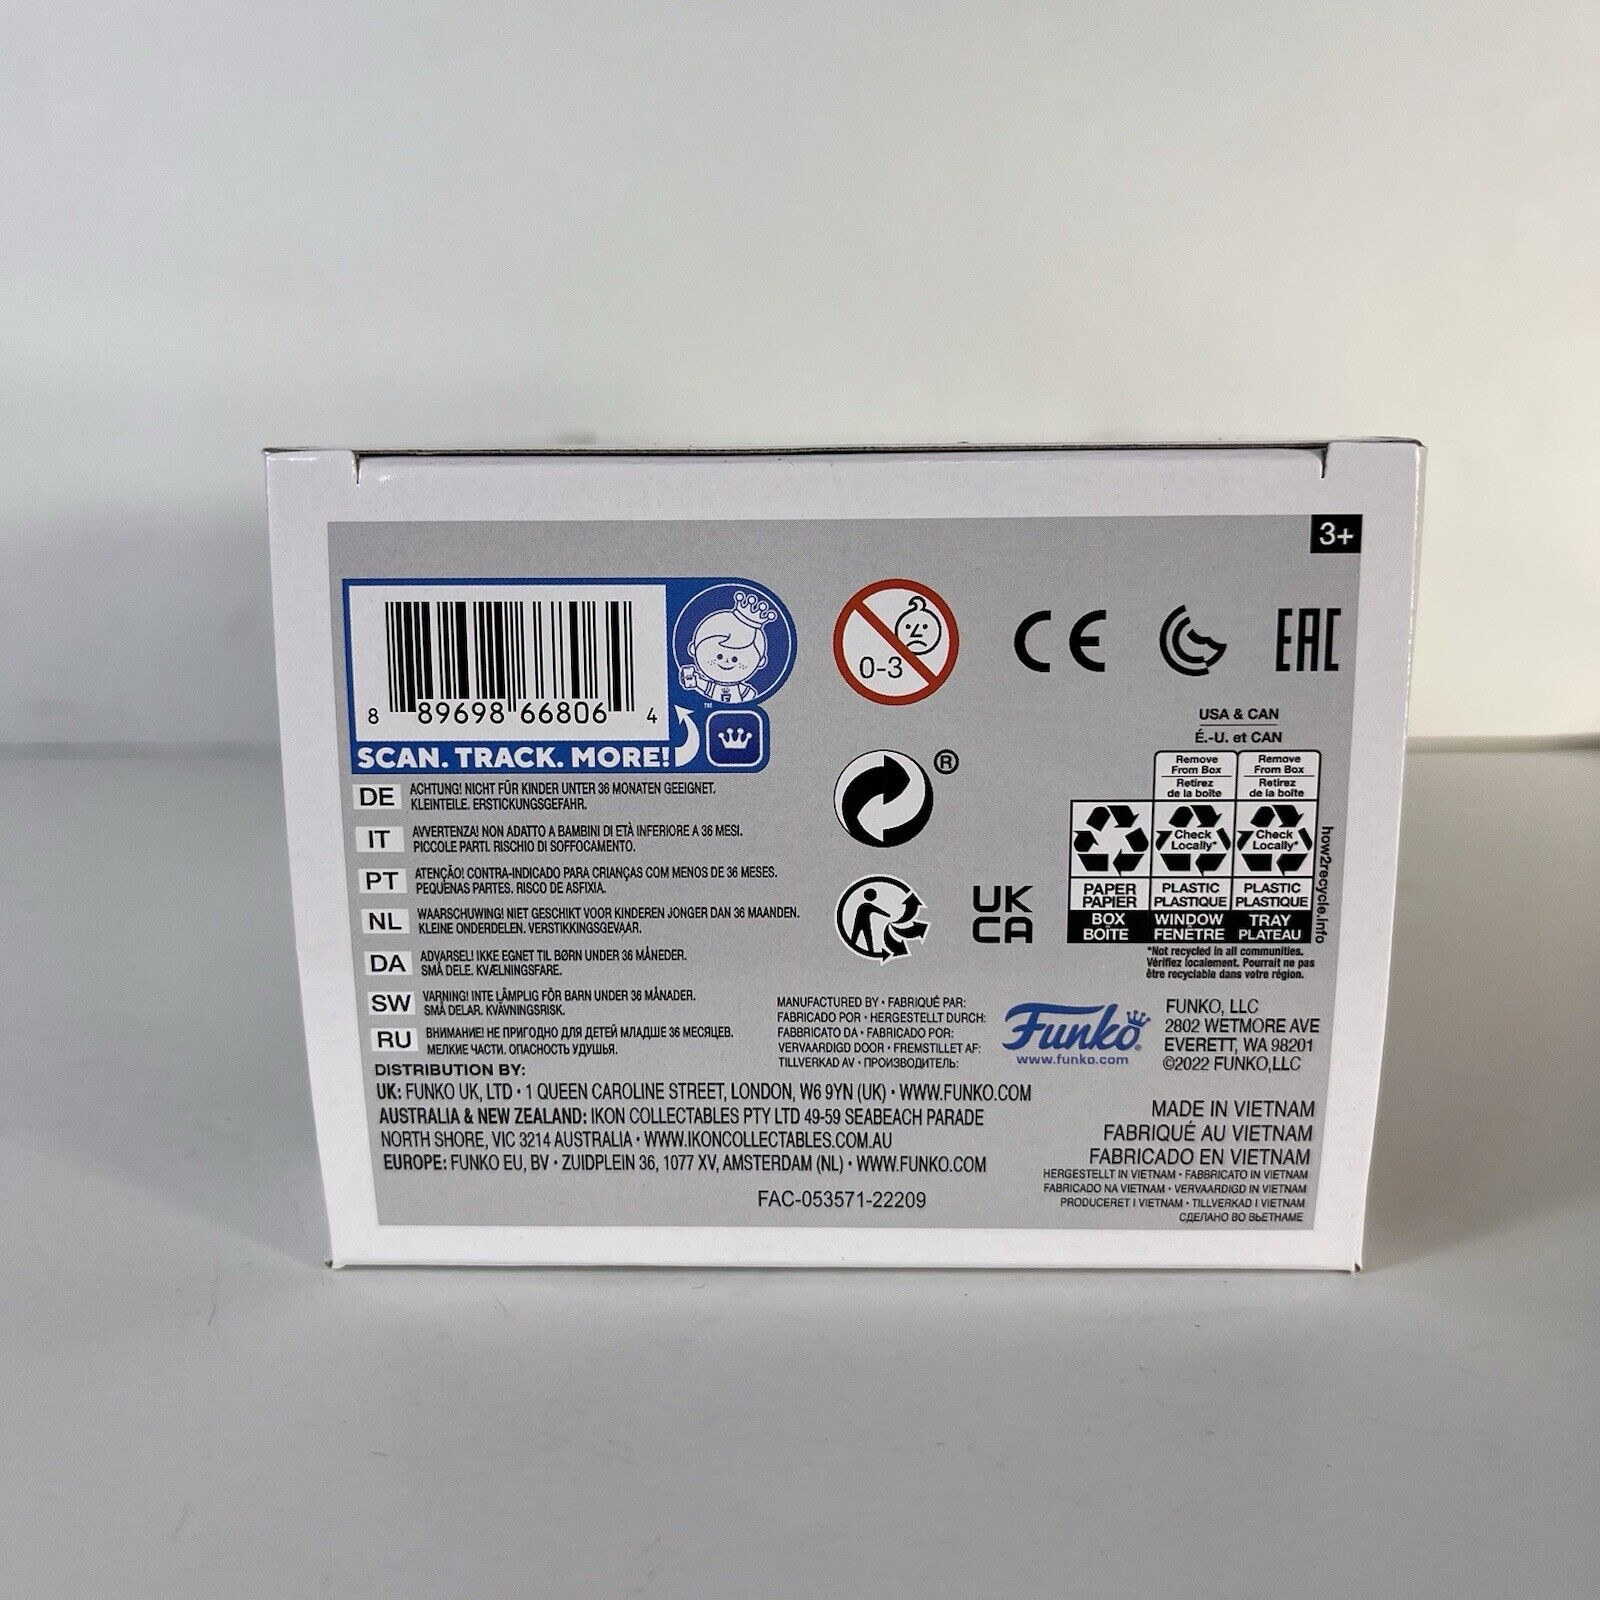 3+
8 89698 66806 4
SCAN. TRACK. MORE!
™
0-3
CE
EAC
USA & CAN
É.-U. et CAN
®
Remove From Box
Retirez de la boîte
Remove From Box
Retirez de la boîte
Check Locally*
Check Locally*
PAPER
PAPIER
PLASTIC
PLASTIQUE
PLASTIC
PLASTIQUE
BOX
BOÎTE
WINDOW
FENÊTRE
TRAY
PLATEAU
how2recycle.info
*Not recycled in all communities.
Vérifiez localement. Pourrait ne pas
être recyclable dans votre région.
UK
CA
DE ACHTUNG! NICHT FÜR KINDER UNTER 36 MONATEN GEEIGNET.
KLEINTEILE. ERSTICKUNGSGEFAHR.
IT AVVERTENZA! NON ADATTO A BAMBINI DI ETÀ INFERIORE A 36 MESI.
PICCOLE PARTI. RISCHIO DI SOFFOCAMENTO.
PT ATENÇÃO! CONTRA-INDICADO PARA CRIANÇAS COM MENOS DE 36 MESES.
PEQUENAS PARTES. RISCO DE ASFIXIA.
NL WAARSCHUWING! NIET GESCHIKT VOOR KINDEREN JONGER DAN 36 MAANDEN.
KLEINE ONDERDELEN. VERSTIKKINGSGEVAAR.
DA ADVARSEL! IKKE EGNET TIL BØRN UNDER 36 MÅNEDER.
SMÅ DELE. KVÆLNINGSFARE.
SW VARNING! INTE LÄMPLIG FÖR BARN UNDER 36 MÅNADER.
SMÅ DELAR. KVÄVNINGSRISK.
RU ВНИМАНИЕ! НЕ ПРИГОДНО ДЛЯ ДЕТЕЙ МЛАДШЕ 36 МЕСЯЦЕВ.
МЕЛКИЕ ЧАСТИ. ОПАСНОСТЬ УДУШЬЯ.
MANUFACTURED BY • FABRIQUÉ PAR:
FABRICADO POR • HERGESTELLT DURCH:
FABBRICATO DA • FABRICADO POR:
VERVAARDIGD DOOR • FREMSTILLET AF:
TILLVERKAD AV • ПРОИЗВОДИТЕЛЬ:
Funko®
www.funko.com
FUNKO, LLC
2802 WETMORE AVE
EVERETT, WA 98201
©2022 FUNKO,LLC
DISTRIBUTION BY:
UK: FUNKO UK, LTD • 1 QUEEN CAROLINE STREET, LONDON, W6 9YN (UK) • WWW.FUNKO.COM
AUSTRALIA & NEW ZEALAND: IKON COLLECTABLES PTY LTD 49-59 SEABEACH PARADE
NORTH SHORE, VIC 3214 AUSTRALIA • WWW.IKONCOLLECTABLES.COM.AU
EUROPE: FUNKO EU, BV • ZUIDPLEIN 36, 1077 XV, AMSTERDAM (NL) • WWW.FUNKO.COM
FAC-053571-22209
MADE IN VIETNAM
FABRIQUÉ AU VIETNAM
FABRICADO EN VIETNAM
HERGESTELLT IN VIETNAM • FABBRICATO IN VIETNAM
FABRICADO NA VIETNAM • VERVAARDIGD IN VIETNAM
PRODUCERET I VIETNAM • TILLVERKAD I VIETNAM
СДЕЛАНО ВО ВЬЕТНАМЕ